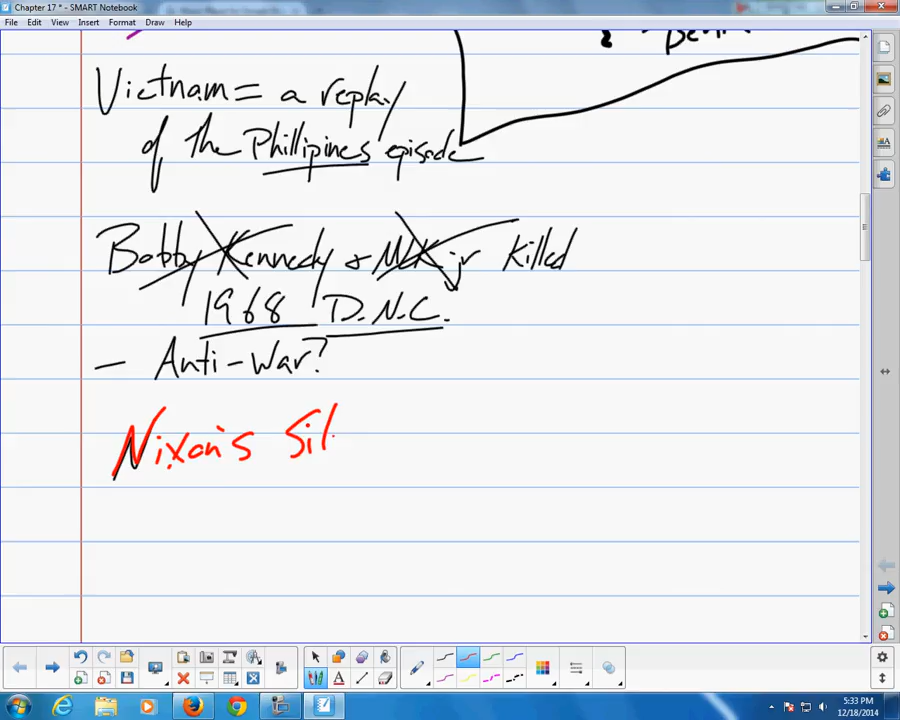 Chapter 17 * - SMART Notebook
File Edit View Insert Format Draw Help
Vietnam = a replay
of the Phillipines episode
Bobby Kennedy & MLK jr Killed
1968 D.N.C.
- Anti-War?
Nixon's Sil
5:33 PM
12/18/2014